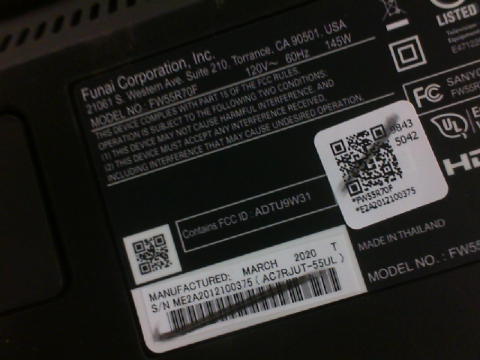 Funai Corporation, Inc.
21061 S. Western Ave. Suite 210, Torrance, CA 90501, USA
MODEL NO.: FW55R70F 120V~ 60Hz 145W
THIS DEVICE COMPLIES WITH PART 15 OF THE FCC RULES.
OPERATION IS SUBJECT TO THE FOLLOWING TWO CONDITIONS:
(1) THIS DEVICE MAY NOT CAUSE HARMFUL INTERFERENCE, AND
(2) THIS DEVICE MUST ACCEPT ANY INTERFERENCE RECEIVED,
INCLUDING INTERFERENCE THAT MAY CAUSE UNDESIRED OPERATION.
LISTED
FC
SANYO
FW55R70F
UL
9843
5042
*FW55R70F
*E2A2012100375
Contains FCC ID : ADTU9W31
MADE IN THAILAND
MODEL NO. : FW55
MANUFACTURED: MARCH 2020 T
S/N ME2A2012100375 ( AC7RJUT-55UL )